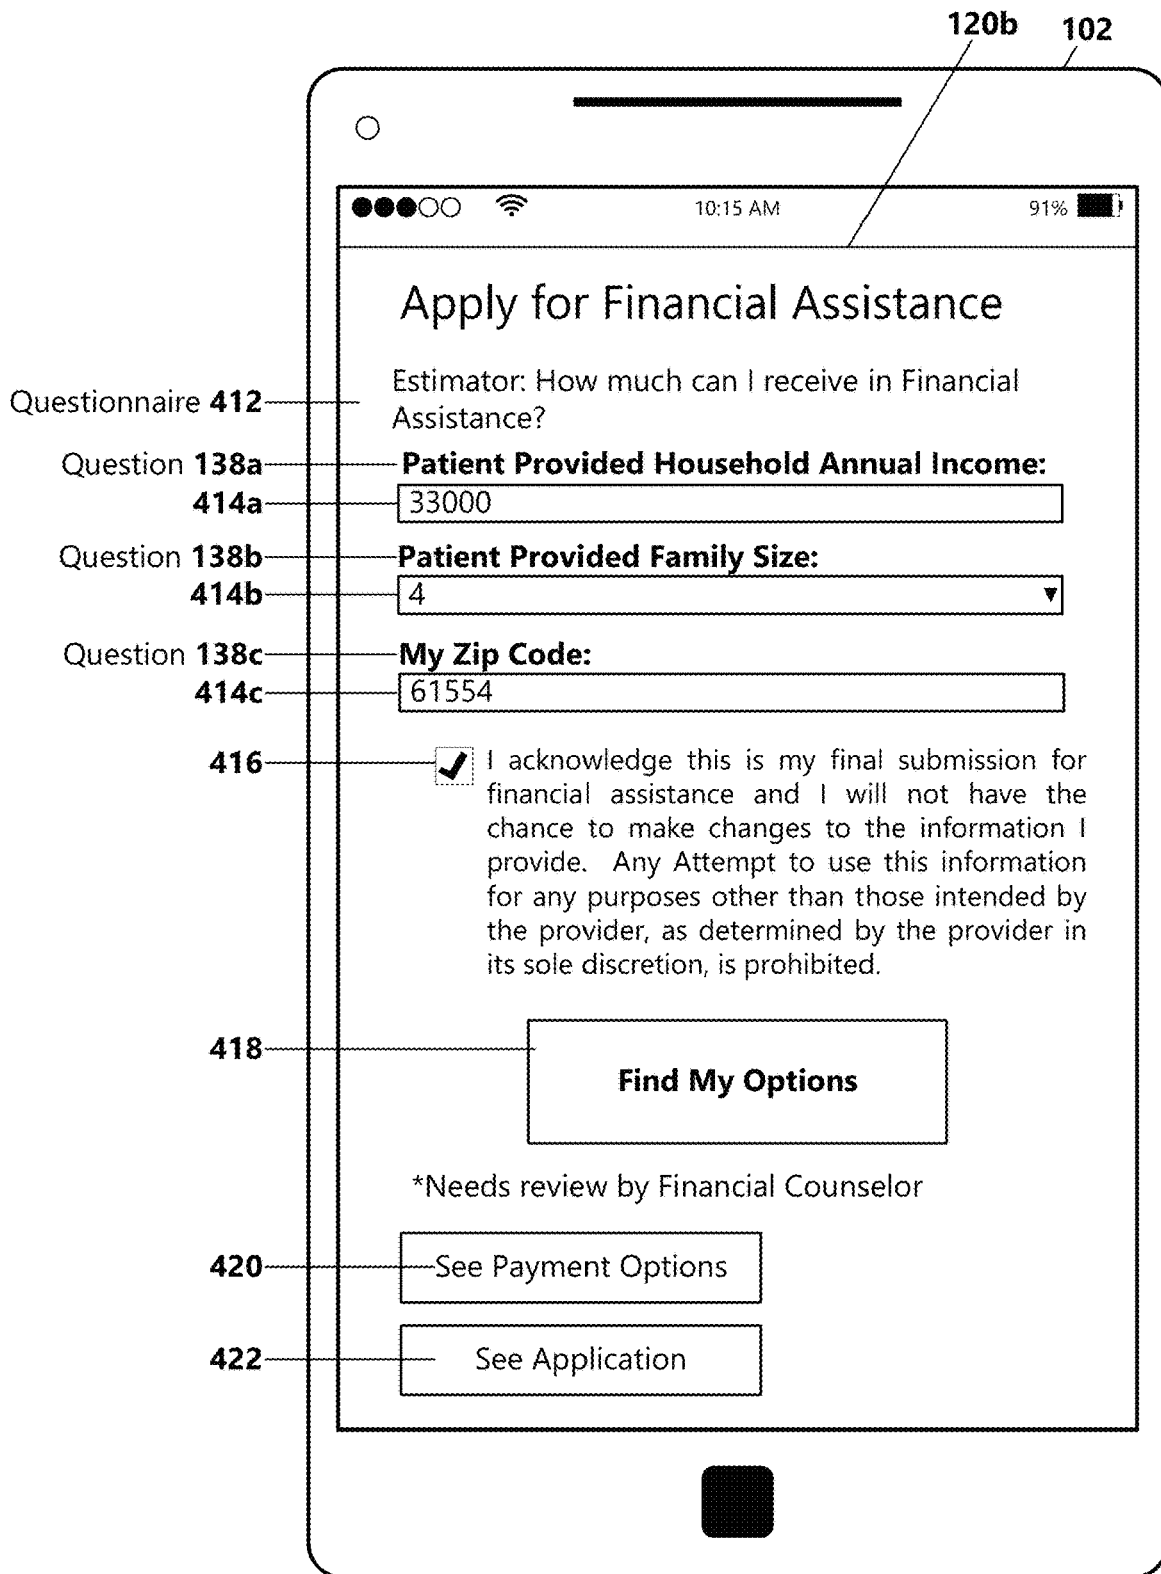 120b 102
10:15 AM 91%
Apply for Financial Assistance
Questionnaire 412
Estimator: How much can I receive in Financial
Assistance?
Question 138a
Patient Provided Household Annual Income:
414a
33000
Question 138b
Patient Provided Family Size:
414b
4
Question 138c
My Zip Code:
414c
61554
416
I acknowledge this is my final submission for
financial assistance and I will not have the
chance to make changes to the information I
provide. Any Attempt to use this information
for any purposes other than those intended by
the provider, as determined by the provider in
its sole discretion, is prohibited.
418
Find My Options
*Needs review by Financial Counselor
420
See Payment Options
422
See Application